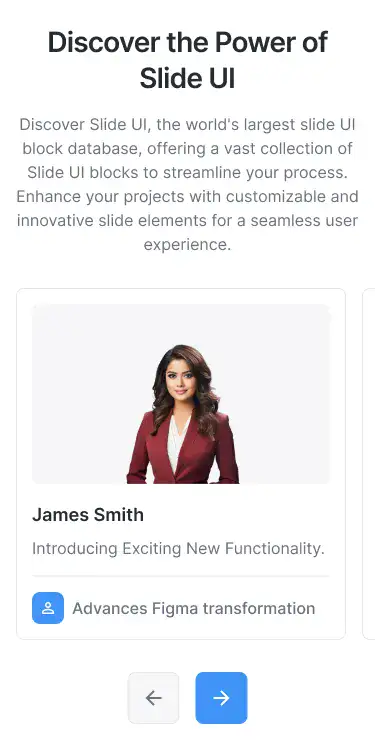 Discover the Power of
Slide UI
Discover Slide UI, the world's largest slide UI
block database, offering a vast collection of
Slide UI blocks to streamline your process.
Enhance your projects with customizable and
innovative slide elements for a seamless user
experience.
James Smith
Introducing Exciting New Functionality.
Advances Figma transformation